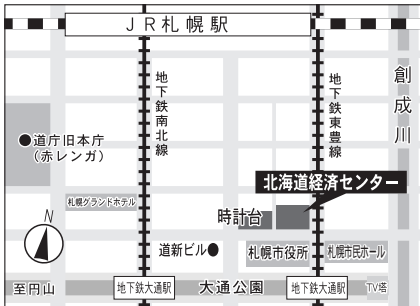 JR札幌駅
地下鉄南北線
地下鉄東豊線
創成川
●道庁旧本庁
(赤レンガ)
北海道経済センター
札幌グランドホテル
時計台
N
道新ビル●
札幌市役所
札幌市民ホール
至円山
地下鉄大通駅
大通公園
地下鉄大通駅
TV塔